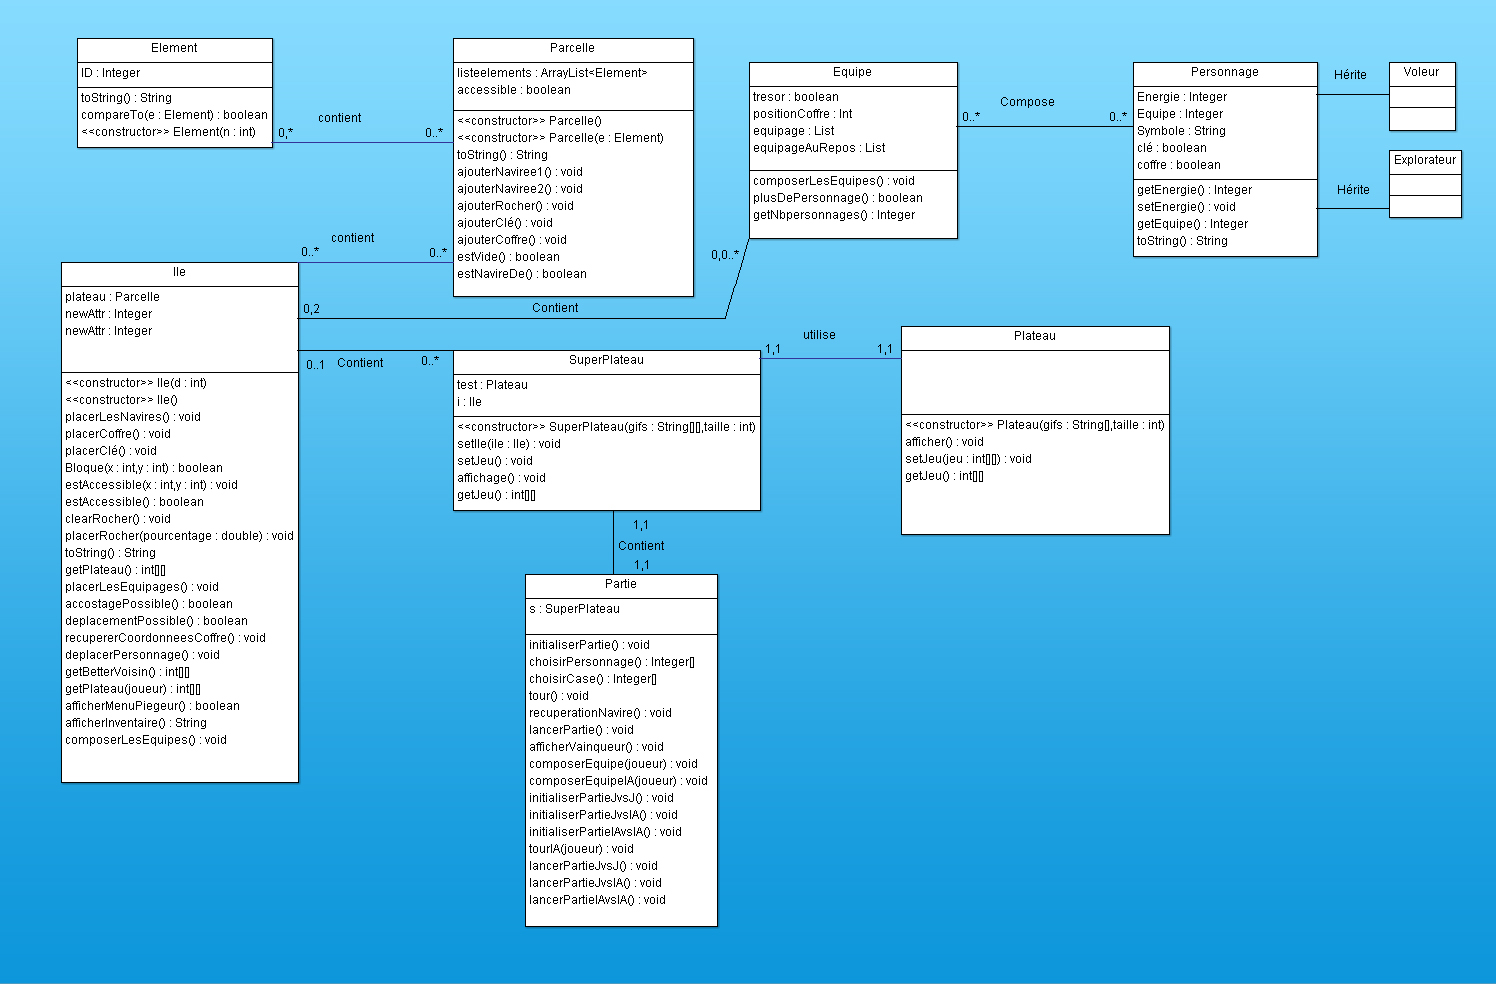 Element
ID : Integer
toString() : String
compareTo(e : Element) : boolean
<<constructor>> Element(n : int)
contient
0,*
0..*
Parcelle
listeelements : ArrayList<Element>
accessible : boolean
<<constructor>> Parcelle()
<<constructor>> Parcelle(e : Element)
toString() : String
ajouterNaviree1() : void
ajouterNaviree2() : void
ajouterRocher() : void
ajouterClé() : void
ajouterCoffre() : void
estVide() : boolean
estNavireDe() : boolean
Equipe
tresor : boolean
positionCoffre : Int
equipage : List
equipageAuRepos : List
composerLesEquipes() : void
plusDePersonnage() : boolean
getNbpersonnages() : Integer
Compose
0..*
0..*
Personnage
Energie : Integer
Equipe : Integer
Symbole : String
clé : boolean
coffre : boolean
getEnergie() : Integer
setEnergie() : void
getEquipe() : Integer
toString() : String
Hérite
Voleur
Hérite
Explorateur
contient
0..*
0..*
0,0..*
0,2
Contient
0..1
Contient
0..*
Ile
plateau : Parcelle
newAttr : Integer
newAttr : Integer
<<constructor>> Ile(d : int)
<<constructor>> Ile()
placerLesNavires() : void
placerCoffre() : void
placerClé() : void
Bloque(x : int,y : int) : boolean
estAccessible(x : int,y : int) : void
estAccessible() : boolean
clearRocher() : void
placerRocher(pourcentage : double) : void
toString() : String
getPlateau() : int[][]
placerLesEquipages() : void
accostagePossible() : boolean
deplacementPossible() : boolean
recupererCoordonneesCoffre() : void
deplacerPersonnage() : void
getBetterVoisin() : int[][]
getPlateau(joueur) : int[][]
afficherMenuPiegeur() : boolean
afficherInventaire() : String
composerLesEquipes() : void
SuperPlateau
test : Plateau
i : Ile
<<constructor>> SuperPlateau(gifs : String[][],taille : int)
setIle(ile : Ile) : void
setJeu() : void
affichage() : void
getJeu() : int[][]
utilise
1,1
1,1
Plateau
<<constructor>> Plateau(gifs : String[],taille : int)
afficher() : void
setJeu(jeu : int[][]) : void
getJeu() : int[][]
1,1
Contient
1,1
Partie
s : SuperPlateau
initialiserPartie() : void
choisirPersonnage() : Integer[]
choisirCase() : Integer[]
tour() : void
recuperationNavire() : void
lancerPartie() : void
afficherVainqueur() : void
composerEquipe(joueur) : void
composerEquipeIA(joueur) : void
initialiserPartieJvsJ() : void
initialiserPartieJvsIA() : void
initialiserPartieIAvsIA() : void
tourIA(joueur) : void
lancerPartieJvsJ() : void
lancerPartieJvsIA() : void
lancerPartieIAvsIA() : void